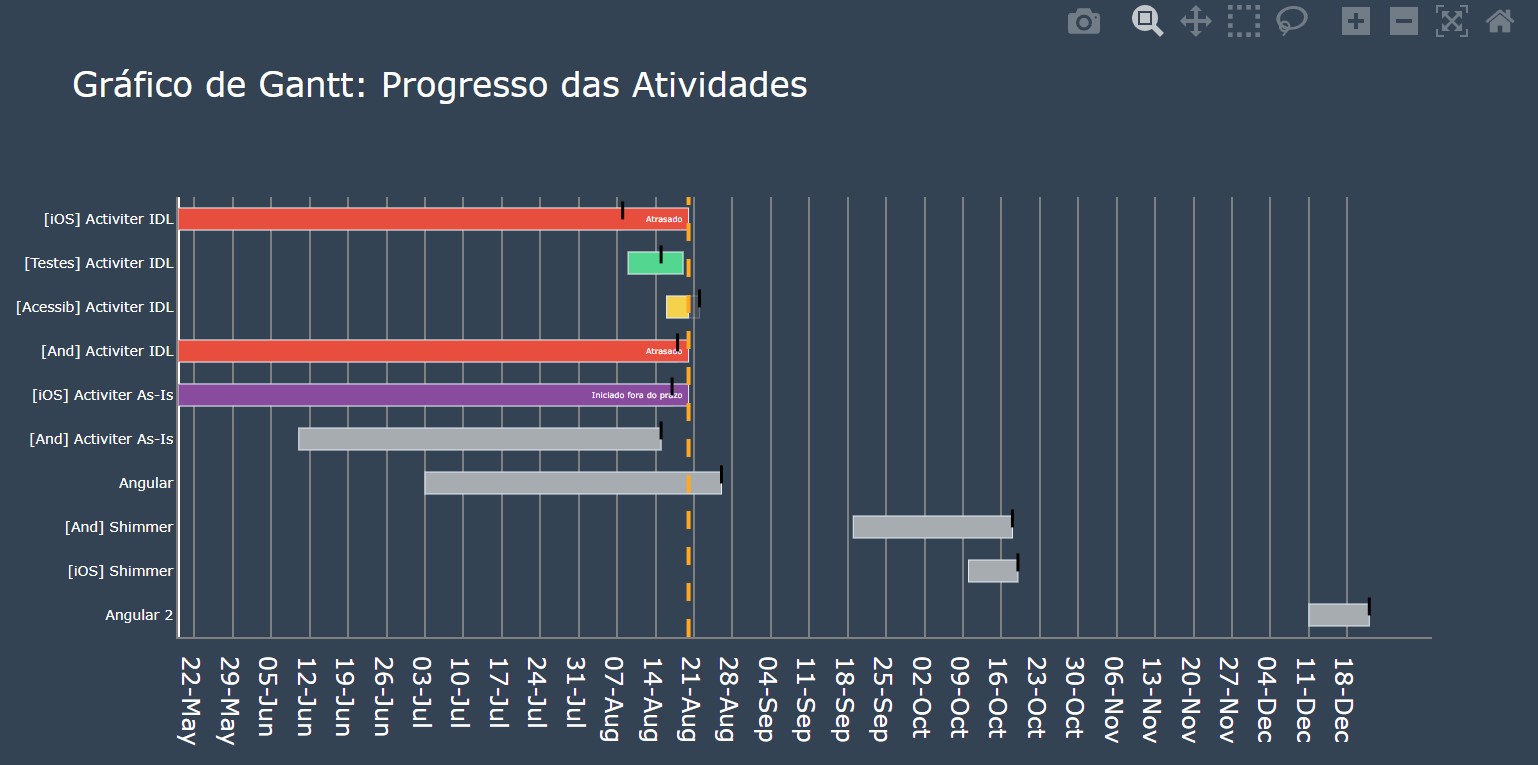 Gráfico de Gantt: Progresso das Atividades
[iOS] Activiter IDL
Atrasado
[Testes] Activiter IDL
[Acessib] Activiter IDL
[And] Activiter IDL
Atrasado
[iOS] Activiter As-Is
Iniciado fora do prazo
[And] Activiter As-Is
Angular
[And] Shimmer
[iOS] Shimmer
Angular 2
22-May
29-May
05-Jun
12-Jun
19-Jun
26-Jun
03-Jul
10-Jul
17-Jul
24-Jul
31-Jul
07-Aug
14-Aug
21-Aug
28-Aug
04-Sep
11-Sep
18-Sep
25-Sep
02-Oct
09-Oct
16-Oct
23-Oct
30-Oct
06-Nov
13-Nov
20-Nov
27-Nov
04-Dec
11-Dec
18-Dec